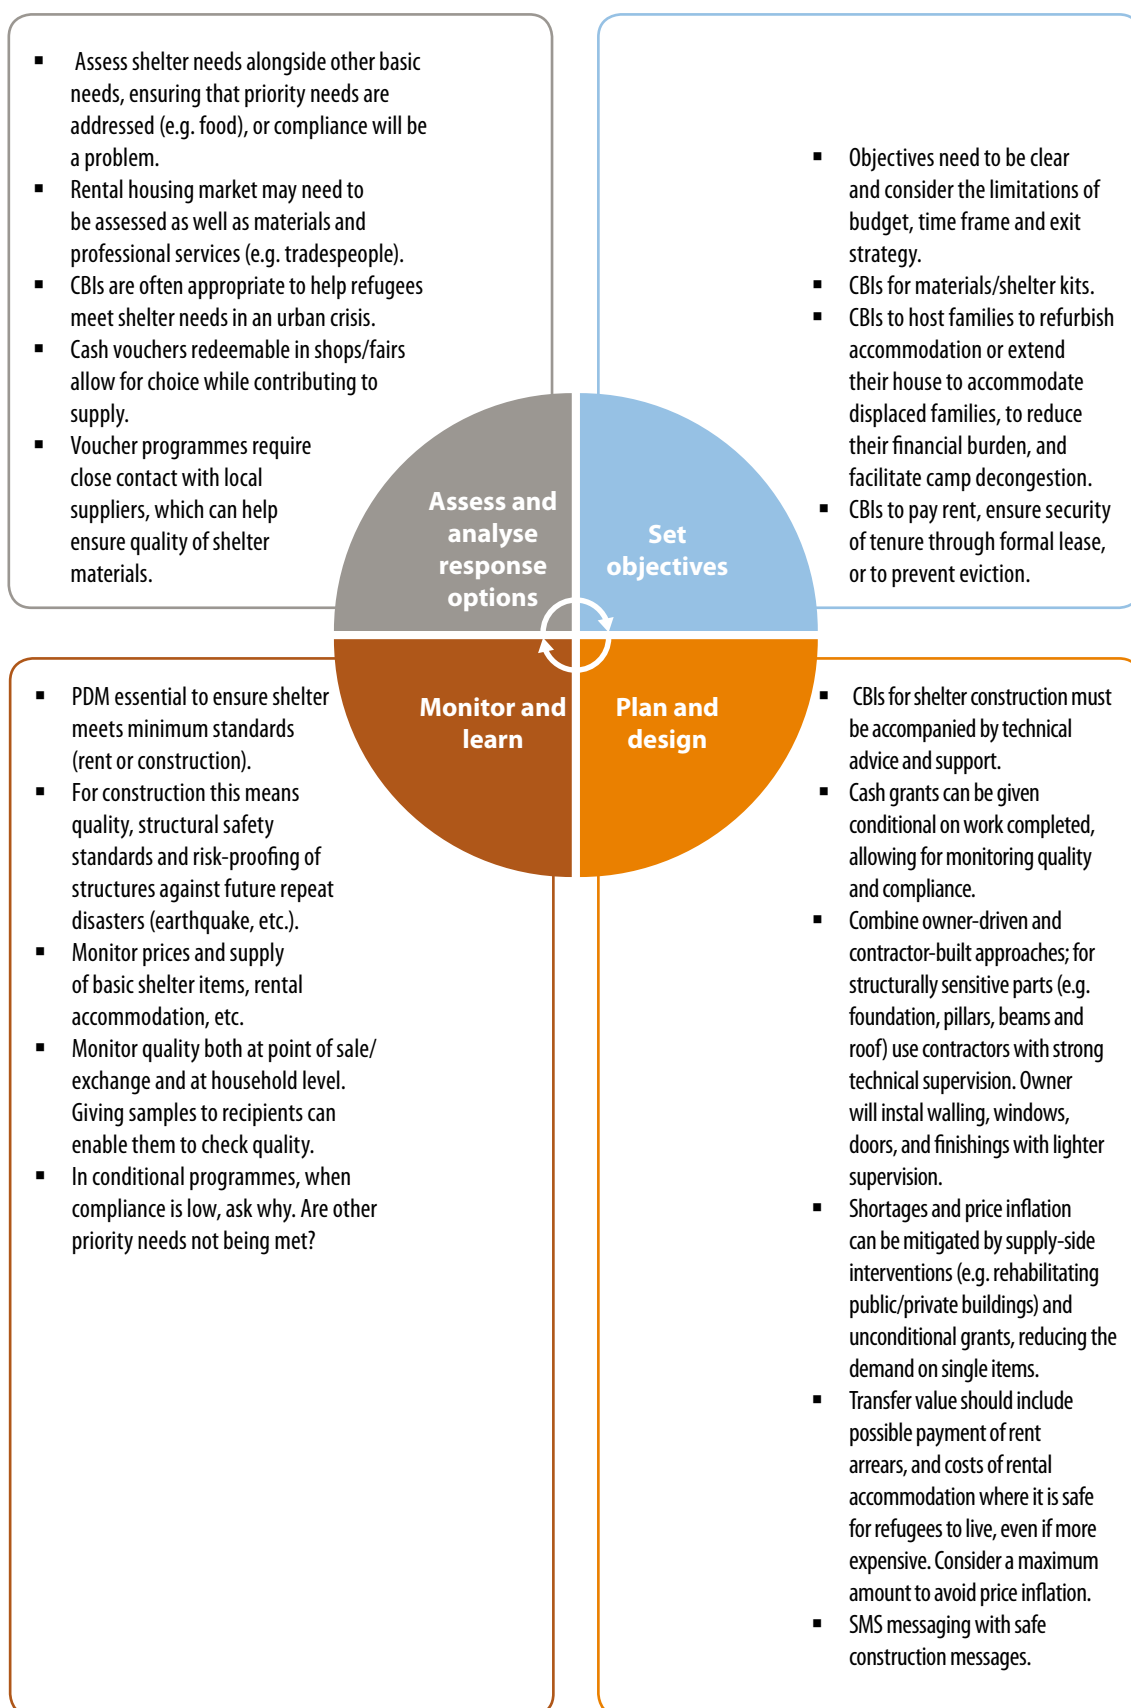 ▪ Assess shelter needs alongside other basic
needs, ensuring that priority needs are
addressed (e.g. food), or compliance will be
a problem.
▪ Rental housing market may need to
be assessed as well as materials and
professional services (e.g. tradespeople).
▪ CBIs are often appropriate to help refugees
meet shelter needs in an urban crisis.
▪ Cash vouchers redeemable in shops/fairs
allow for choice while contributing to
supply.
▪ Voucher programmes require
close contact with local
suppliers, which can help
ensure quality of shelter
materials.
▪ Objectives need to be clear
and consider the limitations of
budget, time frame and exit
strategy.
▪ CBIs for materials/shelter kits.
▪ CBIs to host families to refurbish
accommodation or extend
their house to accommodate
displaced families, to reduce
their financial burden, and
facilitate camp decongestion.
▪ CBIs to pay rent, ensure security
of tenure through formal lease,
or to prevent eviction.
Assess and
analyse
response
options
Set
objectives
Monitor and
learn
Plan and
design
▪ PDM essential to ensure shelter
meets minimum standards
(rent or construction).
▪ For construction this means
quality, structural safety
standards and risk-proofing of
structures against future repeat
disasters (earthquake, etc.).
▪ Monitor prices and supply
of basic shelter items, rental
accommodation, etc.
▪ Monitor quality both at point of sale/
exchange and at household level.
Giving samples to recipients can
enable them to check quality.
▪ In conditional programmes, when
compliance is low, ask why. Are other
priority needs not being met?
▪ CBIs for shelter construction must
be accompanied by technical
advice and support.
▪ Cash grants can be given
conditional on work completed,
allowing for monitoring quality
and compliance.
▪ Combine owner-driven and
contractor-built approaches; for
structurally sensitive parts (e.g.
foundation, pillars, beams and
roof) use contractors with strong
technical supervision. Owner
will instal walling, windows,
doors, and finishings with lighter
supervision.
▪ Shortages and price inflation
can be mitigated by supply-side
interventions (e.g. rehabilitating
public/private buildings) and
unconditional grants, reducing the
demand on single items.
▪ Transfer value should include
possible payment of rent
arrears, and costs of rental
accommodation where it is safe
for refugees to live, even if more
expensive. Consider a maximum
amount to avoid price inflation.
▪ SMS messaging with safe
construction messages.